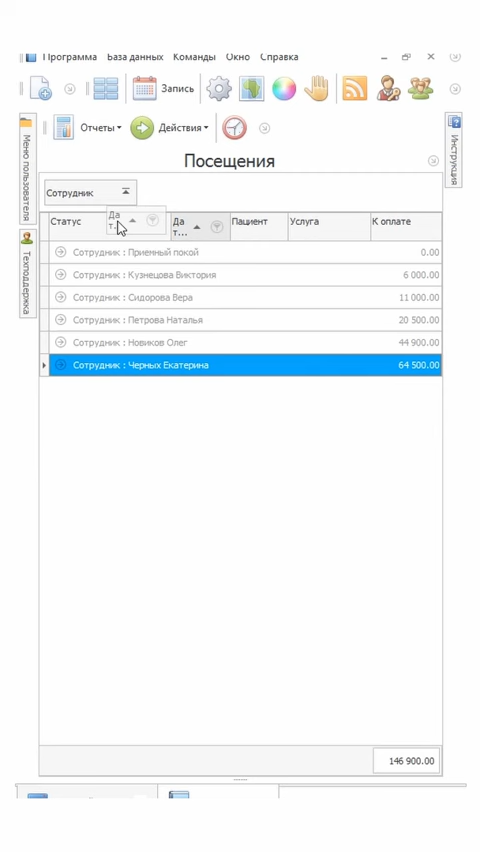 Программа База данных Команды Окно Справка
Запись
Отчеты Действия
Меню пользователя
Техподдержка
Инструкция
Посещения
Сотрудник
Да
т...
Статус Да
т... Пациент Услуга К оплате
Сотрудник : Приемный покой 0.00
Сотрудник : Кузнецова Виктория 6 000.00
Сотрудник : Сидорова Вера 11 000.00
Сотрудник : Петрова Наталья 20 500.00
Сотрудник : Новиков Олег 44 900.00
Сотрудник : Черных Екатерина 64 500.00
146 900.00